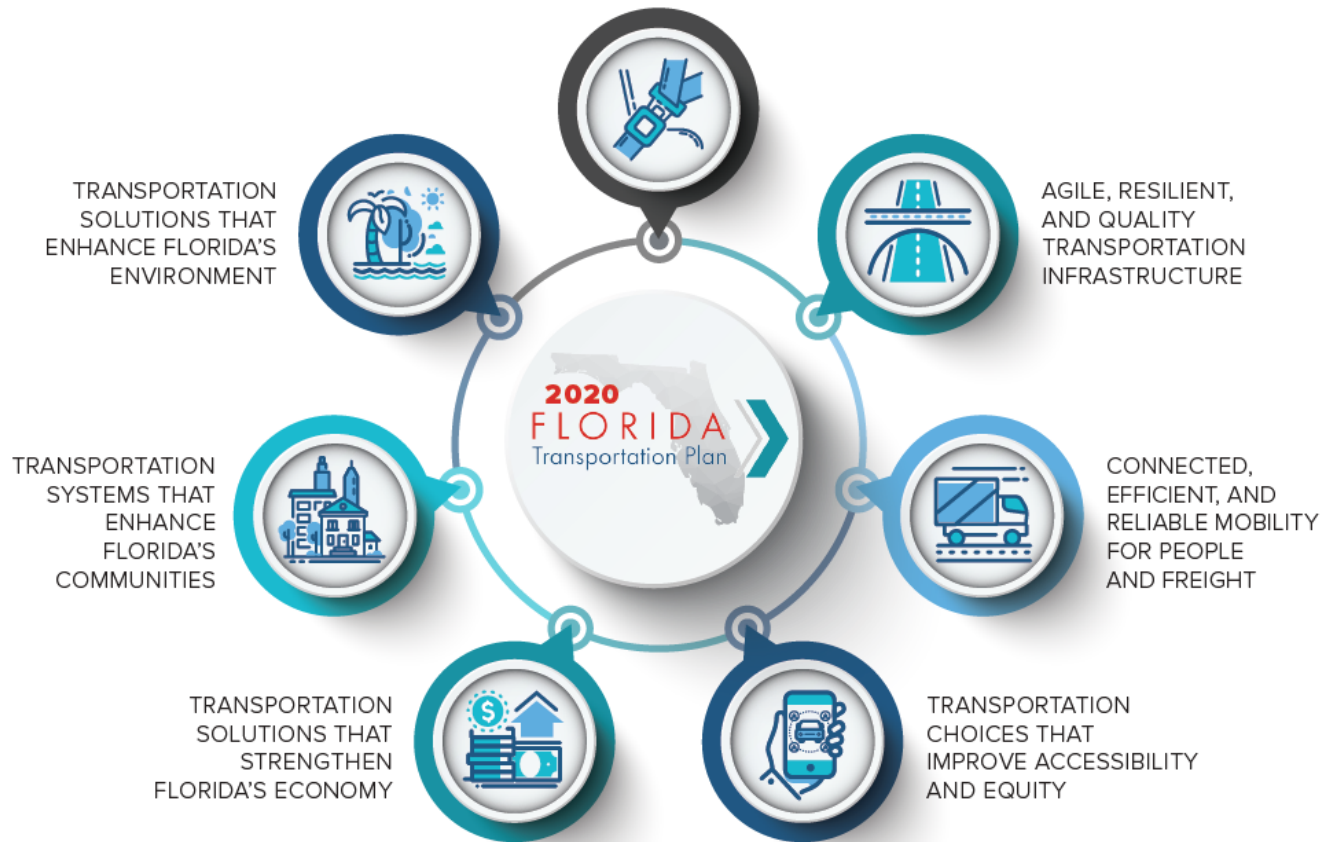 TRANSPORTATION
SOLUTIONS THAT
ENHANCE FLORIDA'S
ENVIRONMENT
AGILE, RESILIENT,
AND QUALITY
TRANSPORTATION
INFRASTRUCTURE
2020
FLORIDA
Transportation Plan
TRANSPORTATION
SYSTEMS THAT
ENHANCE
FLORIDA'S
COMMUNITIES
CONNECTED,
EFFICIENT, AND
RELIABLE MOBILITY
FOR PEOPLE
AND FREIGHT
$
TRANSPORTATION
SOLUTIONS THAT
STRENGTHEN
FLORIDA'S ECONOMY
TRANSPORTATION
CHOICES THAT
IMPROVE ACCESSIBILITY
AND EQUITY